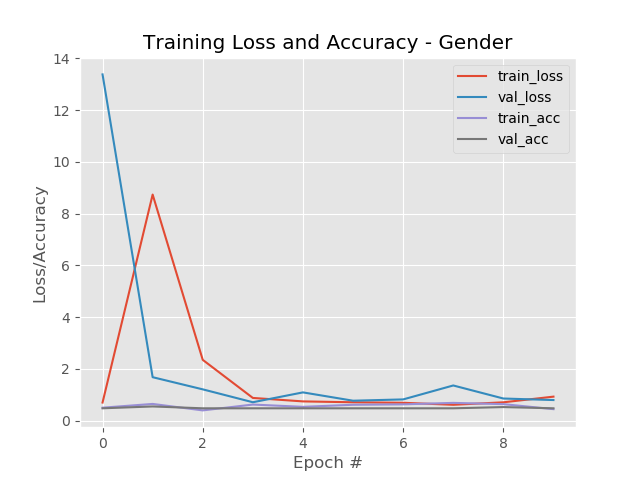 Training Loss and Accuracy - Gender
train_loss
val_loss
train_acc
val_acc
14
12
10
8
6
4
2
0
Loss/Accuracy
0 2 4 6 8
Epoch #